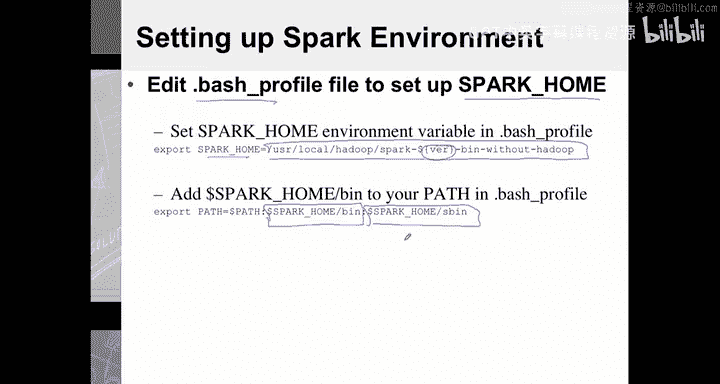 Setting up Spark Environment
bilibili
• Edit .bash_profile file to set up SPARK_HOME
– Set SPARK_HOME environment variable in .bash_profile
export SPARK_HOME=/usr/local/hadoop/spark-${ver}-bin-without-hadoop
– Add $SPARK_HOME/bin to your PATH in .bash_profile
export PATH=$PATH:$SPARK_HOME/bin:$SPARK_HOME/sbin